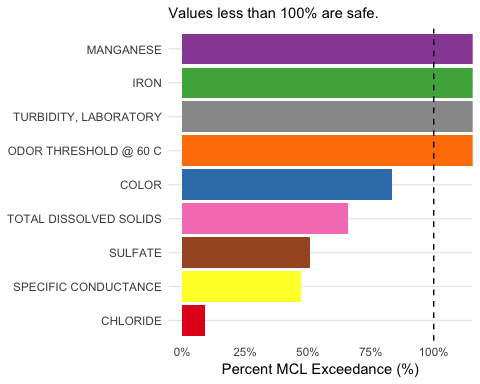 Values less than 100% are safe.
MANGANESE
IRON
TURBIDITY, LABORATORY
ODOR THRESHOLD @ 60 C
COLOR
TOTAL DISSOLVED SOLIDS
SULFATE
SPECIFIC CONDUCTANCE
CHLORIDE
0% 25% 50% 75% 100%
Percent MCL Exceedance (%)